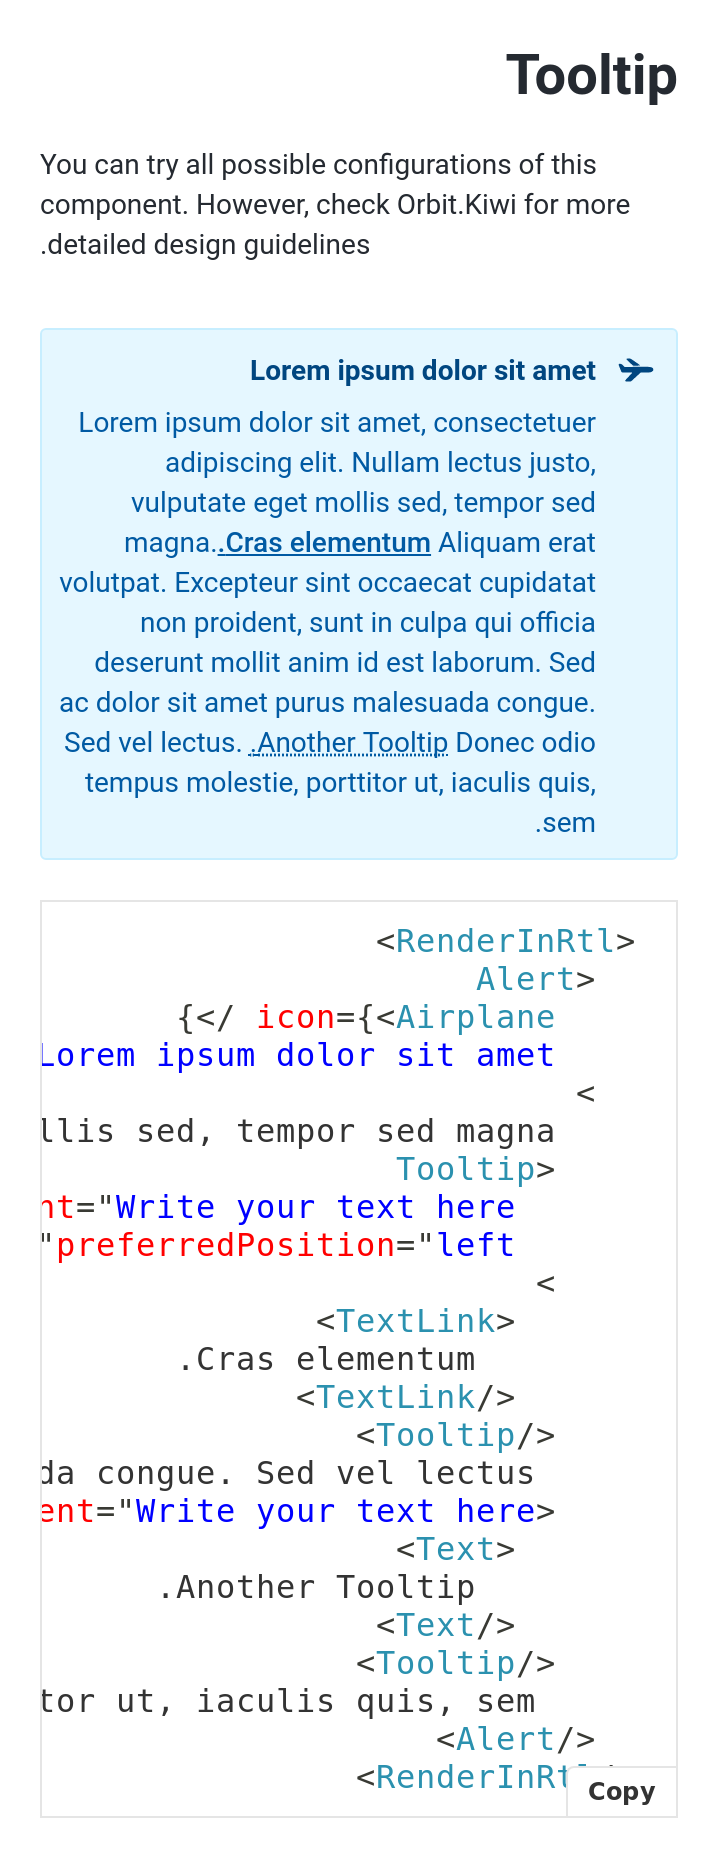 Tooltip
You can try all possible configurations of this
component. However, check Orbit.Kiwi for more
.detailed design guidelines
Lorem ipsum dolor sit amet
Lorem ipsum dolor sit amet, consectetuer
adipiscing elit. Nullam lectus justo,
vulputate eget mollis sed, tempor sed
magna..Cras elementum Aliquam erat
volutpat. Excepteur sint occaecat cupidatat
non proident, sunt in culpa qui officia
deserunt mollit anim id est laborum. Sed
ac dolor sit amet purus malesuada congue.
Sed vel lectus. .Another Tooltip Donec odio
tempus molestie, porttitor ut, iaculis quis,
.sem
<RenderInRtl>
Alert>
{</ icon={<Airplane
Lorem ipsum dolor sit amet
<
llis sed, tempor sed magna
Tooltip>
nt="Write your text here
"preferredPosition="left
<
<TextLink>
.Cras elementum
<TextLink/>
<Tooltip/>
da congue. Sed vel lectus
ent="Write your text here>
<Text>
.Another Tooltip
<Text/>
<Tooltip/>
tor ut, iaculis quis, sem
<Alert/>
<RenderInRtl
Copy